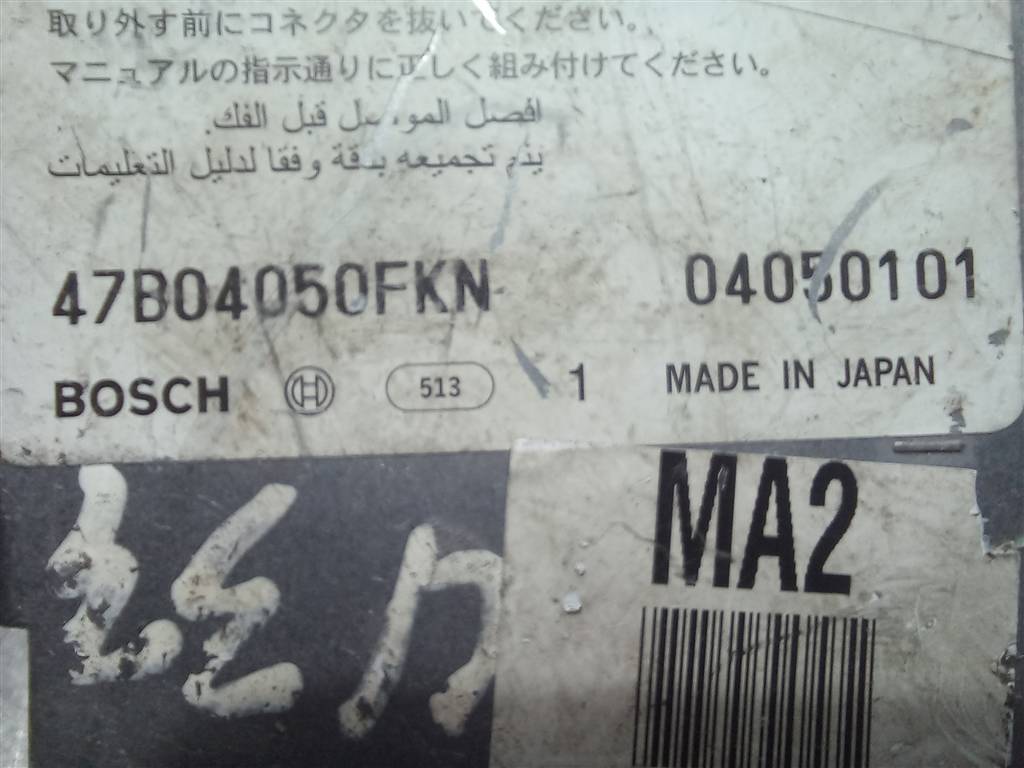 取り外す前にコネクタを抜いてください。
マニュアルの指示通りに正しく組み付けてください。
افصل الموصل قبل الفك.
يتم تجميعه بدقة وفقا لدليل التعليمات
47B04050FKN 04050101
BOSCH 513 1 MADE IN JAPAN
MA2